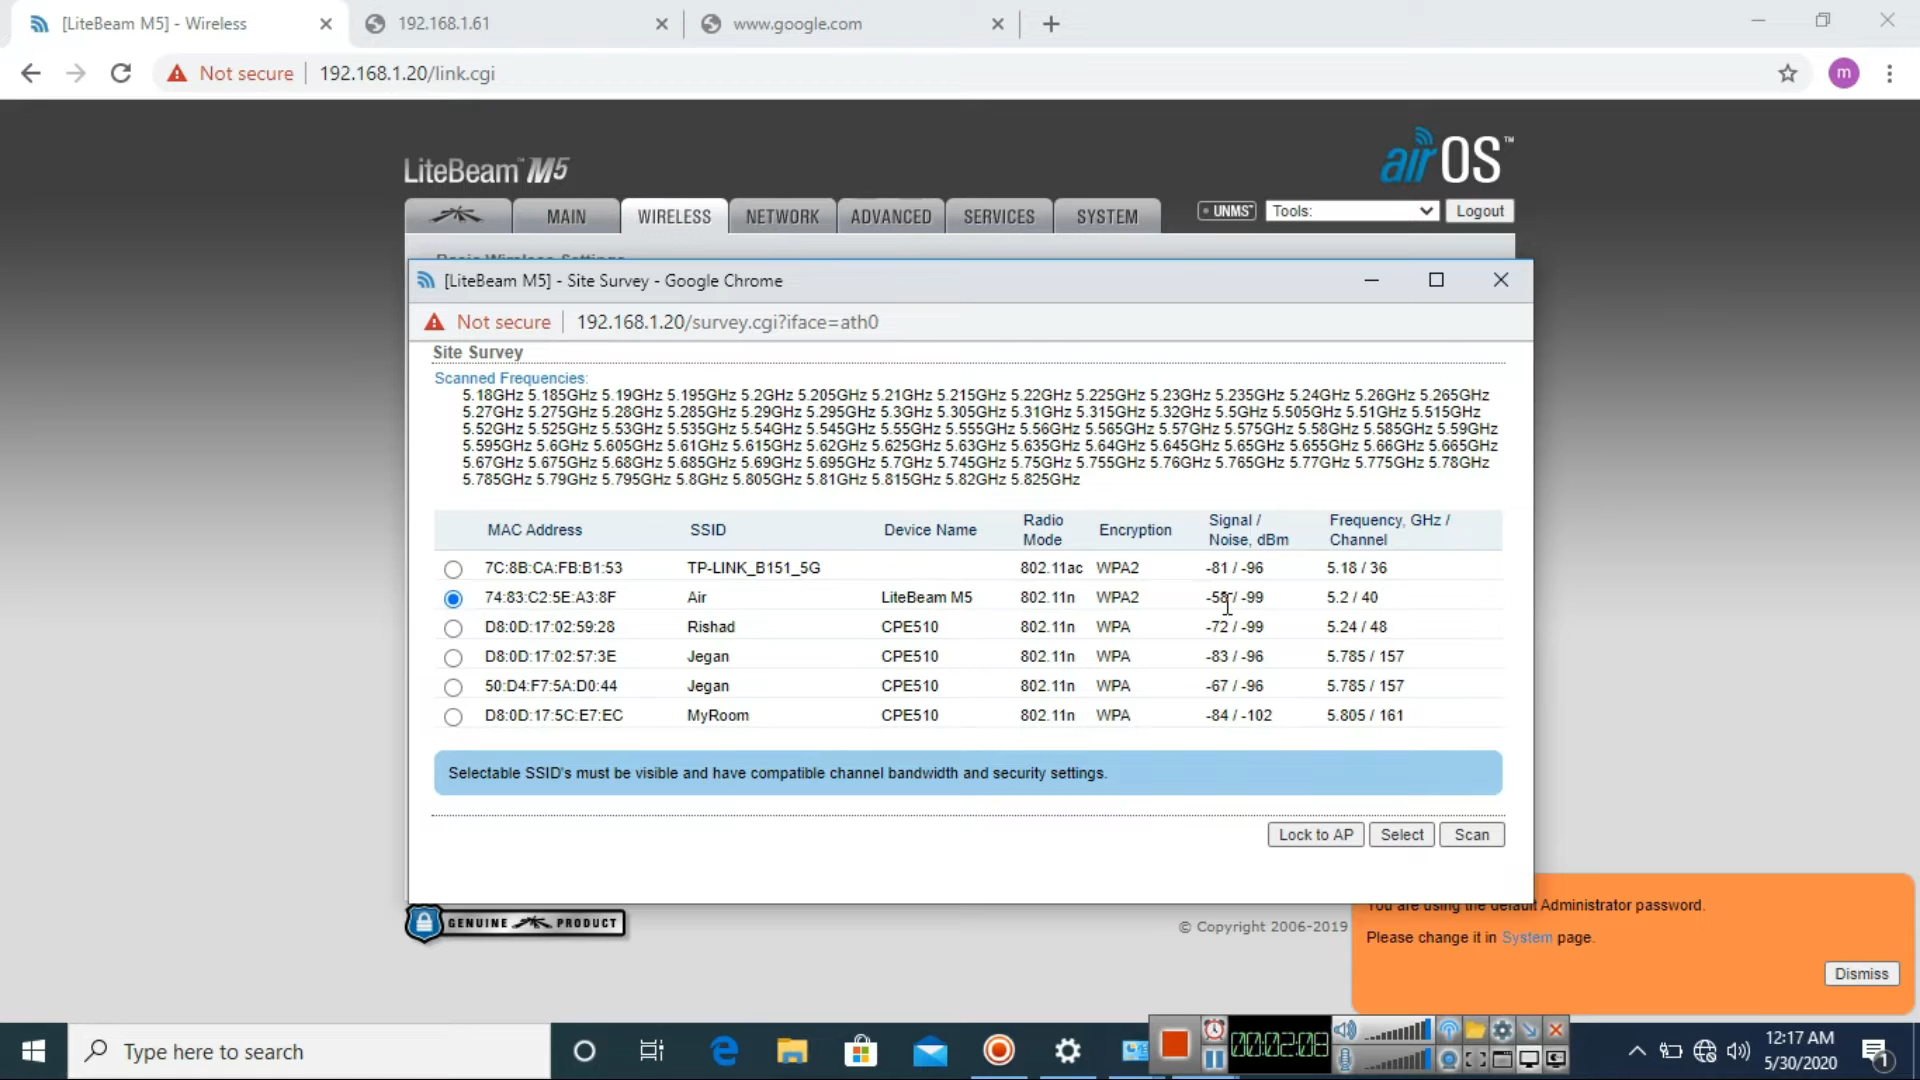 [LiteBeam M5] - Wireless
192.168.1.61
www.google.com
Not secure
192.168.1.20/link.cgi
LiteBeam™ M5
airOS™
MAIN
WIRELESS
NETWORK
ADVANCED
SERVICES
SYSTEM
UNMS™
Tools:
Logout
Basic Wireless Settings
[LiteBeam M5] - Site Survey - Google Chrome
Not secure
192.168.1.20/survey.cgi?iface=ath0
Site Survey
Scanned Frequencies:
5.18GHz 5.185GHz 5.19GHz 5.195GHz 5.2GHz 5.205GHz 5.21GHz 5.215GHz 5.22GHz 5.225GHz 5.23GHz 5.235GHz 5.24GHz 5.26GHz 5.265GHz
5.27GHz 5.275GHz 5.28GHz 5.285GHz 5.29GHz 5.295GHz 5.3GHz 5.305GHz 5.31GHz 5.315GHz 5.32GHz 5.5GHz 5.505GHz 5.51GHz 5.515GHz
5.52GHz 5.525GHz 5.53GHz 5.535GHz 5.54GHz 5.545GHz 5.55GHz 5.555GHz 5.56GHz 5.565GHz 5.57GHz 5.575GHz 5.58GHz 5.585GHz 5.59GHz
5.595GHz 5.6GHz 5.605GHz 5.61GHz 5.615GHz 5.62GHz 5.625GHz 5.63GHz 5.635GHz 5.64GHz 5.645GHz 5.65GHz 5.655GHz 5.66GHz 5.665GHz
5.67GHz 5.675GHz 5.68GHz 5.685GHz 5.69GHz 5.695GHz 5.7GHz 5.745GHz 5.75GHz 5.755GHz 5.76GHz 5.765GHz 5.77GHz 5.775GHz 5.78GHz
5.785GHz 5.79GHz 5.795GHz 5.8GHz 5.805GHz 5.81GHz 5.815GHz 5.82GHz 5.825GHz
MAC Address SSID Device Name Radio Mode Encryption Signal / Noise, dBm Frequency, GHz / Channel
7C:8B:CA:FB:B1:53 TP-LINK_B151_5G 802.11ac WPA2 -81 / -96 5.18 / 36
74:83:C2:5E:A3:8F Air LiteBeam M5 802.11n WPA2 / -99 5.2 / 40
D8:0D:17:02:59:28 Rishad CPE510 802.11n WPA -72 / -99 5.24 / 48
D8:0D:17:02:57:3E Jegan CPE510 802.11n WPA -83 / -96 5.785 / 157
50:D4:F7:5A:D0:44 Jegan CPE510 802.11n WPA -67 / -96 5.785 / 157
D8:0D:17:5C:E7:EC MyRoom CPE510 802.11n WPA -84 / -102 5.805 / 161
Selectable SSID's must be visible and have compatible channel bandwidth and security settings.
Lock to AP
Select
Scan
GENUINE PRODUCT
© Copyright 2006-2019
You are using the default Administrator password.
Please change it in System page.
Dismiss
Type here to search
00:02:08
12:17 AM
5/30/2020
1
m